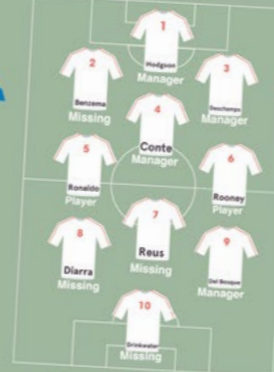 1
Hodgson
Manager
2
Benzema
Missing
3
Deschamps
Manager
4
Conte
Manager
5
Ronaldo
Player
6
Rooney
Player
7
Reus
Missing
8
Diarra
Missing
9
Del Bosque
Manager
10
Drinkwater
Missing